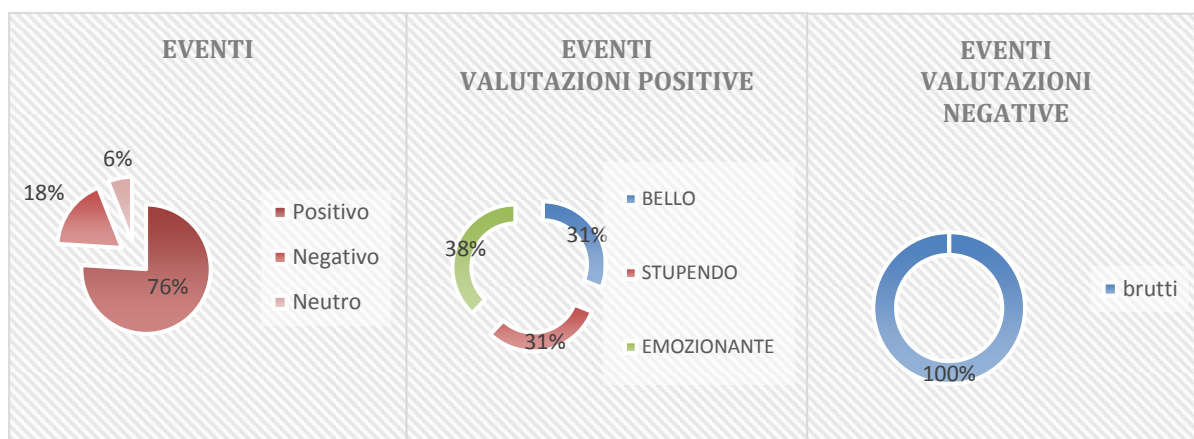 EVENTI
6%
18%
76%
Positivo
Negativo
Neutro
EVENTI
VALUTAZIONI POSITIVE
38%
31%
31%
BELLO
STUPENDO
EMOZIONANTE
EVENTI
VALUTAZIONI
NEGATIVE
100%
brutti